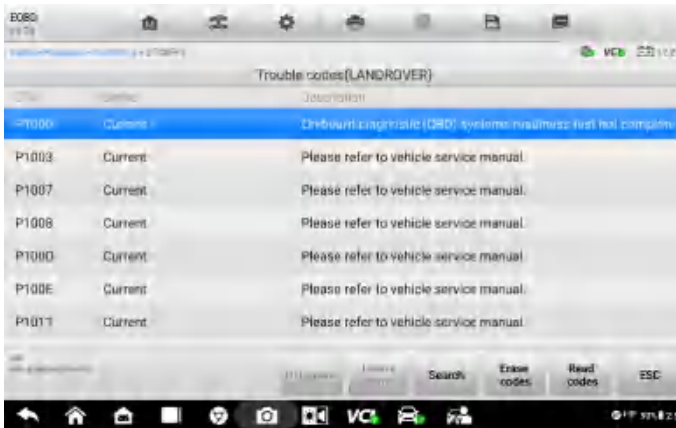 EOBD
VCI
Trouble codes(LANDROVER)
P1000 Current
P1003 Current Please refer to vehicle service manual.
P1007 Current Please refer to vehicle service manual.
P1008 Current Please refer to vehicle service manual.
P100D Current Please refer to vehicle service manual.
P100E Current Please refer to vehicle service manual.
P1011 Current Please refer to vehicle service manual.
Search Erase codes Read codes ESC
VCI